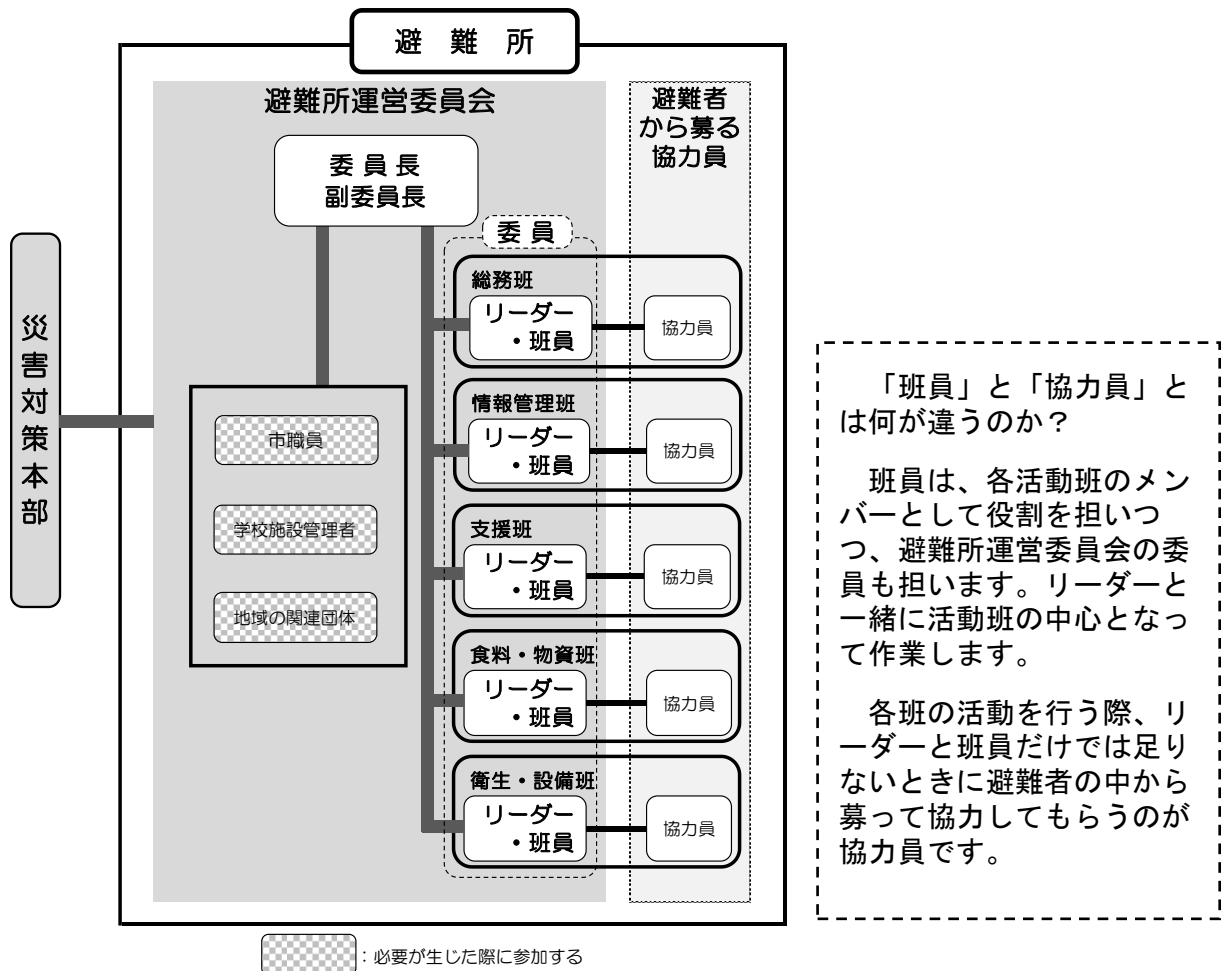 避 難 所
避難所運営委員会
避難者
から募る
協力員
委 員 長
副委員長
委 員
災
害
対
策
本
部
市職員
学校施設管理者
地域の関連団体
総務班
リーダー
・班員
協力員
情報管理班
リーダー
・班員
協力員
支援班
リーダー
・班員
協力員
食料・物資班
リーダー
・班員
協力員
衛生・設備班
リーダー
・班員
協力員
:必要が生じた際に参加する
「班員」と「協力員」と
は何が違うのか？
班員は、各活動班のメン
バーとして役割を担いつ
つ、避難所運営委員会の委
員も担います。リーダーと
一緒に活動班の中心となっ
て作業します。
各班の活動を行う際、リ
ーダーと班員だけでは足り
ないときに避難者の中から
募って協力してもらうのが
協力員です。